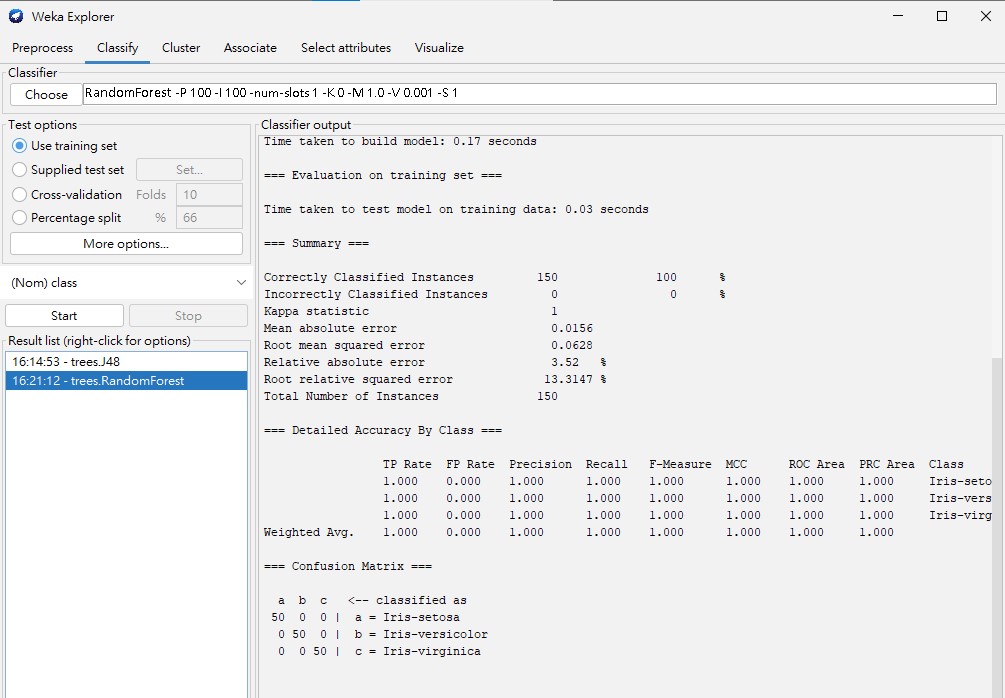 Weka Explorer
Preprocess Classify Cluster Associate Select attributes Visualize
Classifier
Choose RandomForest -P 100 -I 100 -num-slots 1 -K 0 -M 1.0 -V 0.001 -S 1
Test options
Use training set
Supplied test set Set...
Cross-validation Folds 10
Percentage split % 66
More options...
(Nom) class
Start Stop
Result list (right-click for options)
16:14:53 - trees.J48
16:21:12 - trees.RandomForest
Classifier output
Time taken to build model: 0.17 seconds
=== Evaluation on training set ===
Time taken to test model on training data: 0.03 seconds
=== Summary ===
Correctly Classified Instances 150 100 %
Incorrectly Classified Instances 0 0 %
Kappa statistic 1
Mean absolute error 0.0156
Root mean squared error 0.0628
Relative absolute error 3.52 %
Root relative squared error 13.3147 %
Total Number of Instances 150
=== Detailed Accuracy By Class ===
TP Rate FP Rate Precision Recall F-Measure MCC ROC Area PRC Area Class
1.000 0.000 1.000 1.000 1.000 1.000 1.000 1.000 Iris-seto
1.000 0.000 1.000 1.000 1.000 1.000 1.000 1.000 Iris-vers
1.000 0.000 1.000 1.000 1.000 1.000 1.000 1.000 Iris-virg
Weighted Avg. 1.000 0.000 1.000 1.000 1.000 1.000 1.000 1.000
=== Confusion Matrix ===
a b c <-- classified as
50 0 0 | a = Iris-setosa
0 50 0 | b = Iris-versicolor
0 0 50 | c = Iris-virginica